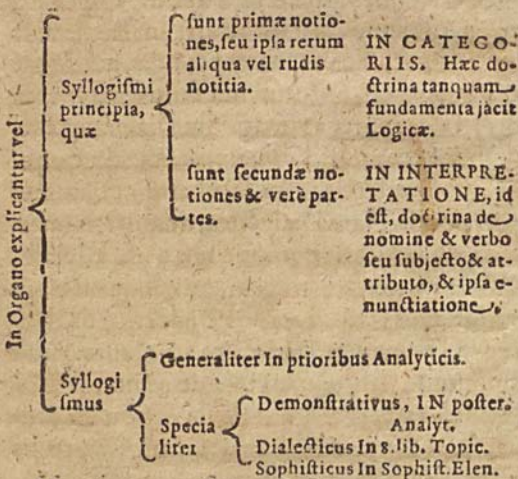 In Organo explicantur vel
Syllogiſmi
principia,
quæ
ſunt primæ notio-
nes, ſeu ipſa rerum
aliqua vel rudis
notitia.
IN CATEGO-
RIIS. Hæc do-
ctrina tanquam
fundamenta jacit
Logicæ.
ſunt ſecundæ no-
tiones & verè par-
tes.
IN INTERPRE-
TATIONE, id
eſt, doctrina de
nomine & verbo
ſeu ſubjecto & at-
tributo, & ipſa e-
nunctiatione.
Syllogi
ſmus
Generaliter In prioribus Analyticis.
Specia
liter
Demonſtrativus, IN poſter.
Analyt.
Dialecticus In 8. lib. Topic.
Sophiſticus In Sophiſt. Elen.